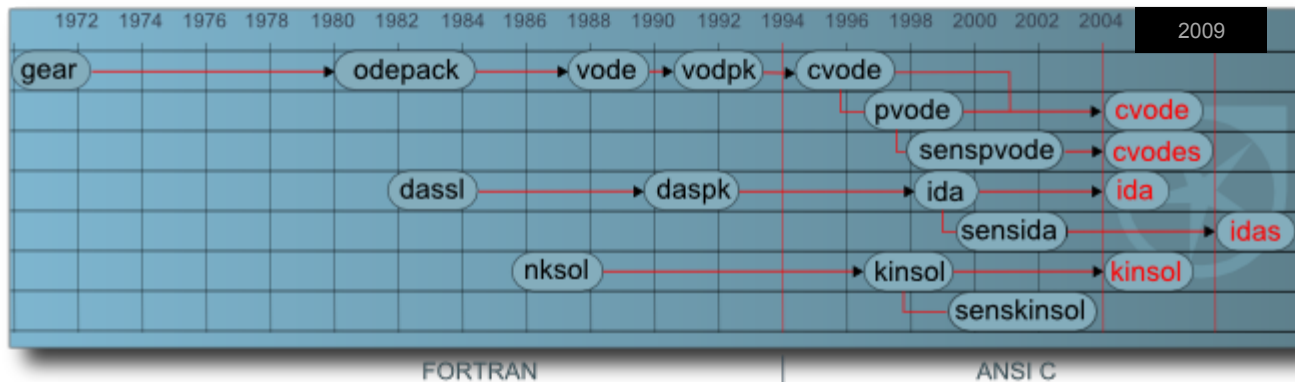 1972 1974 1976 1978 1980 1982 1984 1986 1988 1990 1992 1994 1996 1998 2000 2002 2004 2009
gear odepack vode vodpk cvode
pvode cvode
senspvode cvodes
dassl daspk ida ida
sensida idas
nksol kinsol kinsol
senskinsol
FORTRAN ANSI C